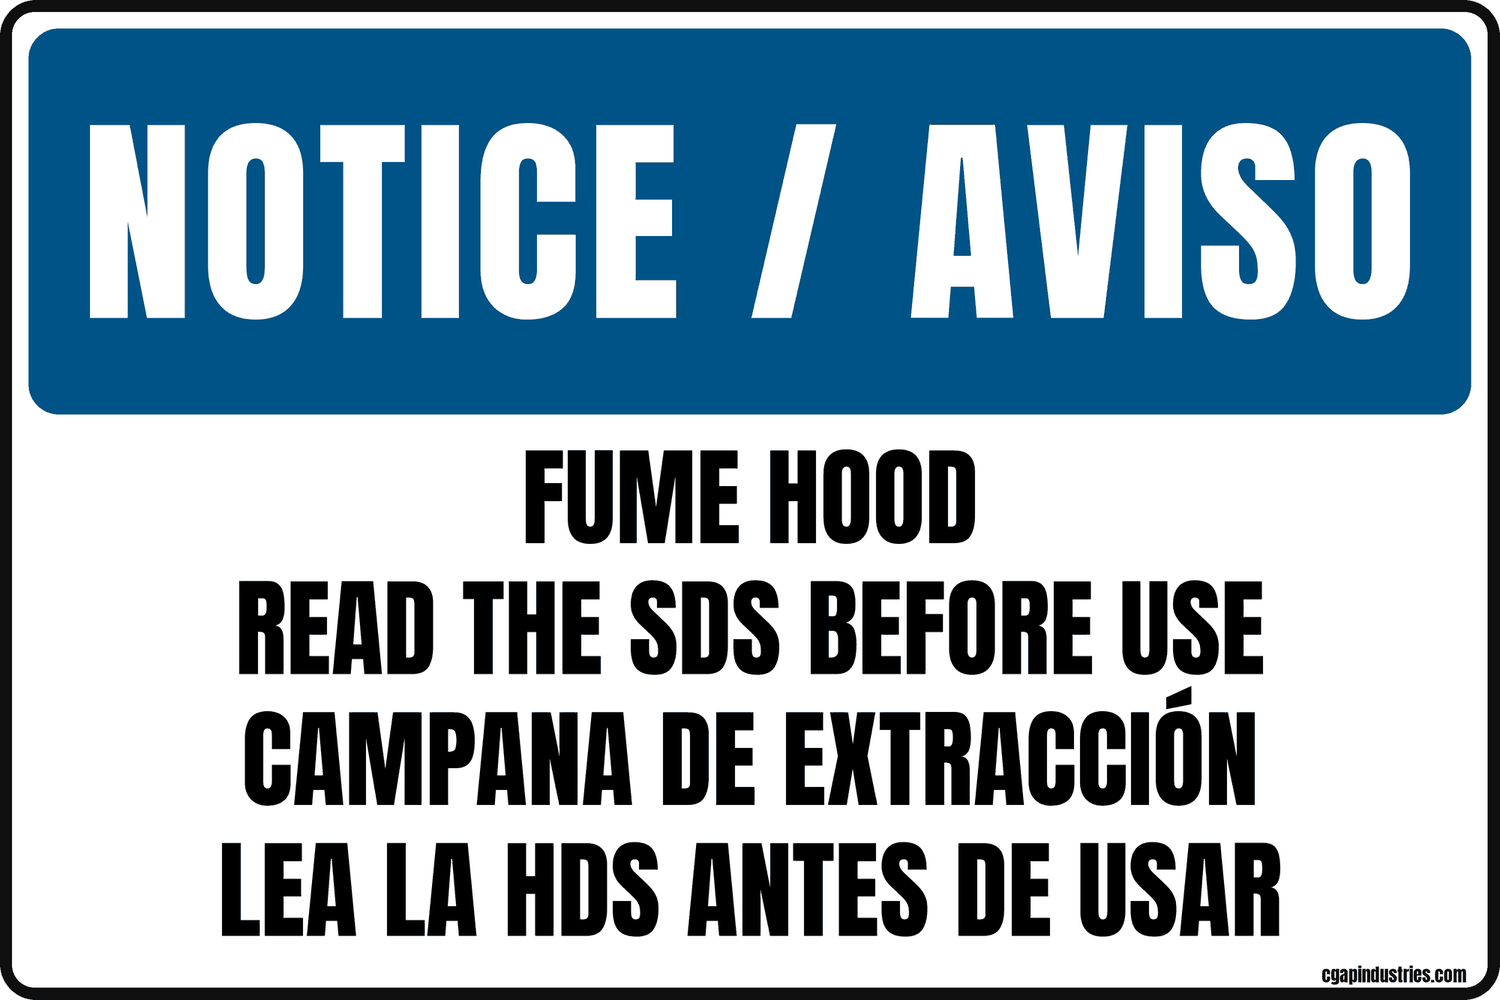 NOTICE / AVISO
FUME HOOD
READ THE SDS BEFORE USE
CAMPANA DE EXTRACCIÓN
LEA LA HDS ANTES DE USAR
cgapindustries.com